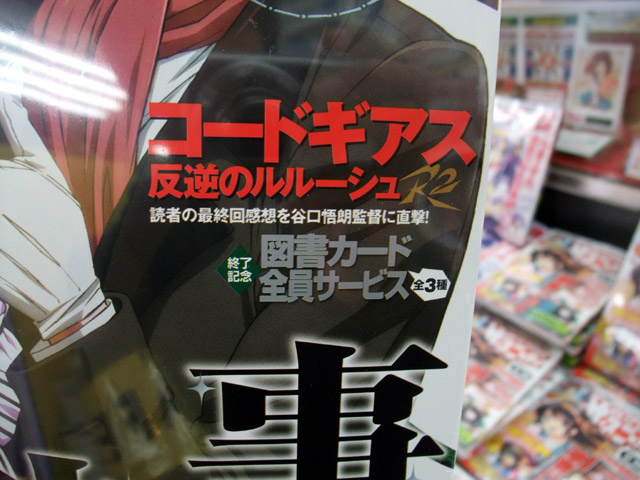 コードギアス
反逆のルルーシュR2
読者の最終回感想を谷口悟朗監督に直撃!
終了
記念
図書カード
全員サービス
全3種
事